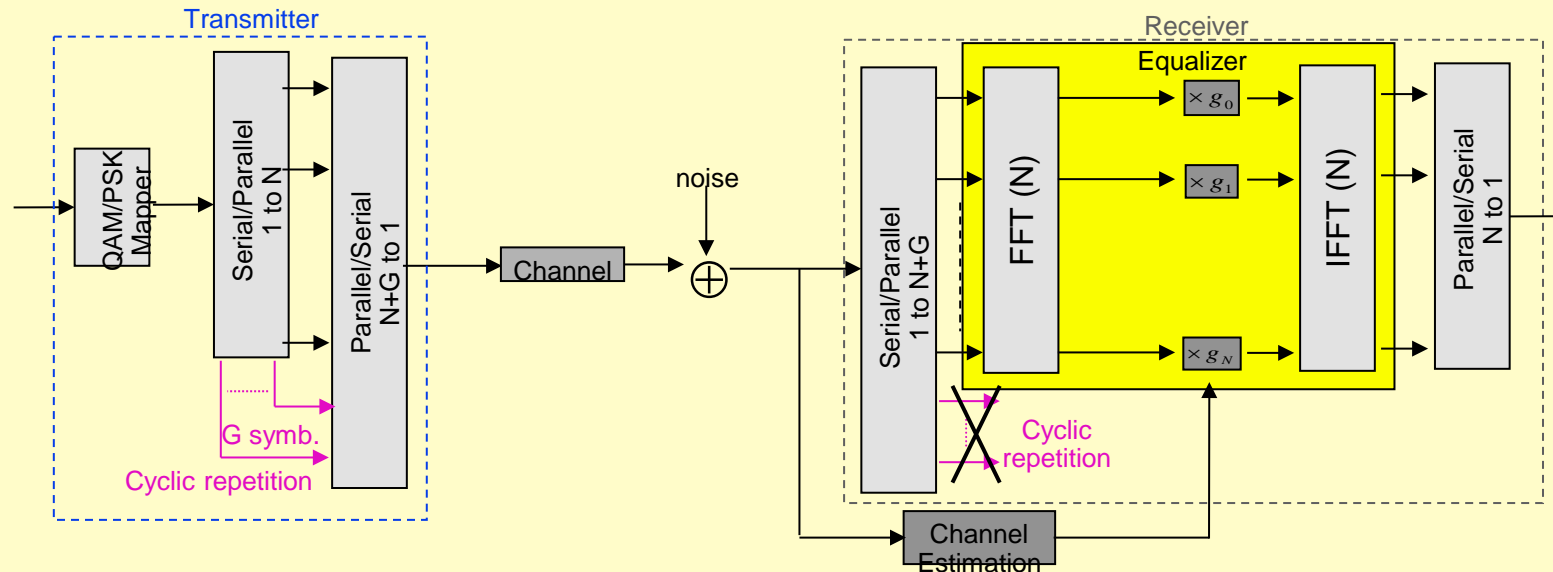 Transmitter
QAM/PSK
Mapper
Serial/Parallel
1 to N
Parallel/Serial
N+G to 1
G symb.
Cyclic repetition
Channel
noise
Receiver
Serial/Parallel
1 to N+G
Equalizer
FFT (N)
× g₀
× g₁
× g_N
IFFT (N)
Parallel/Serial
N to 1
Cyclic
repetition
Channel
Estimation